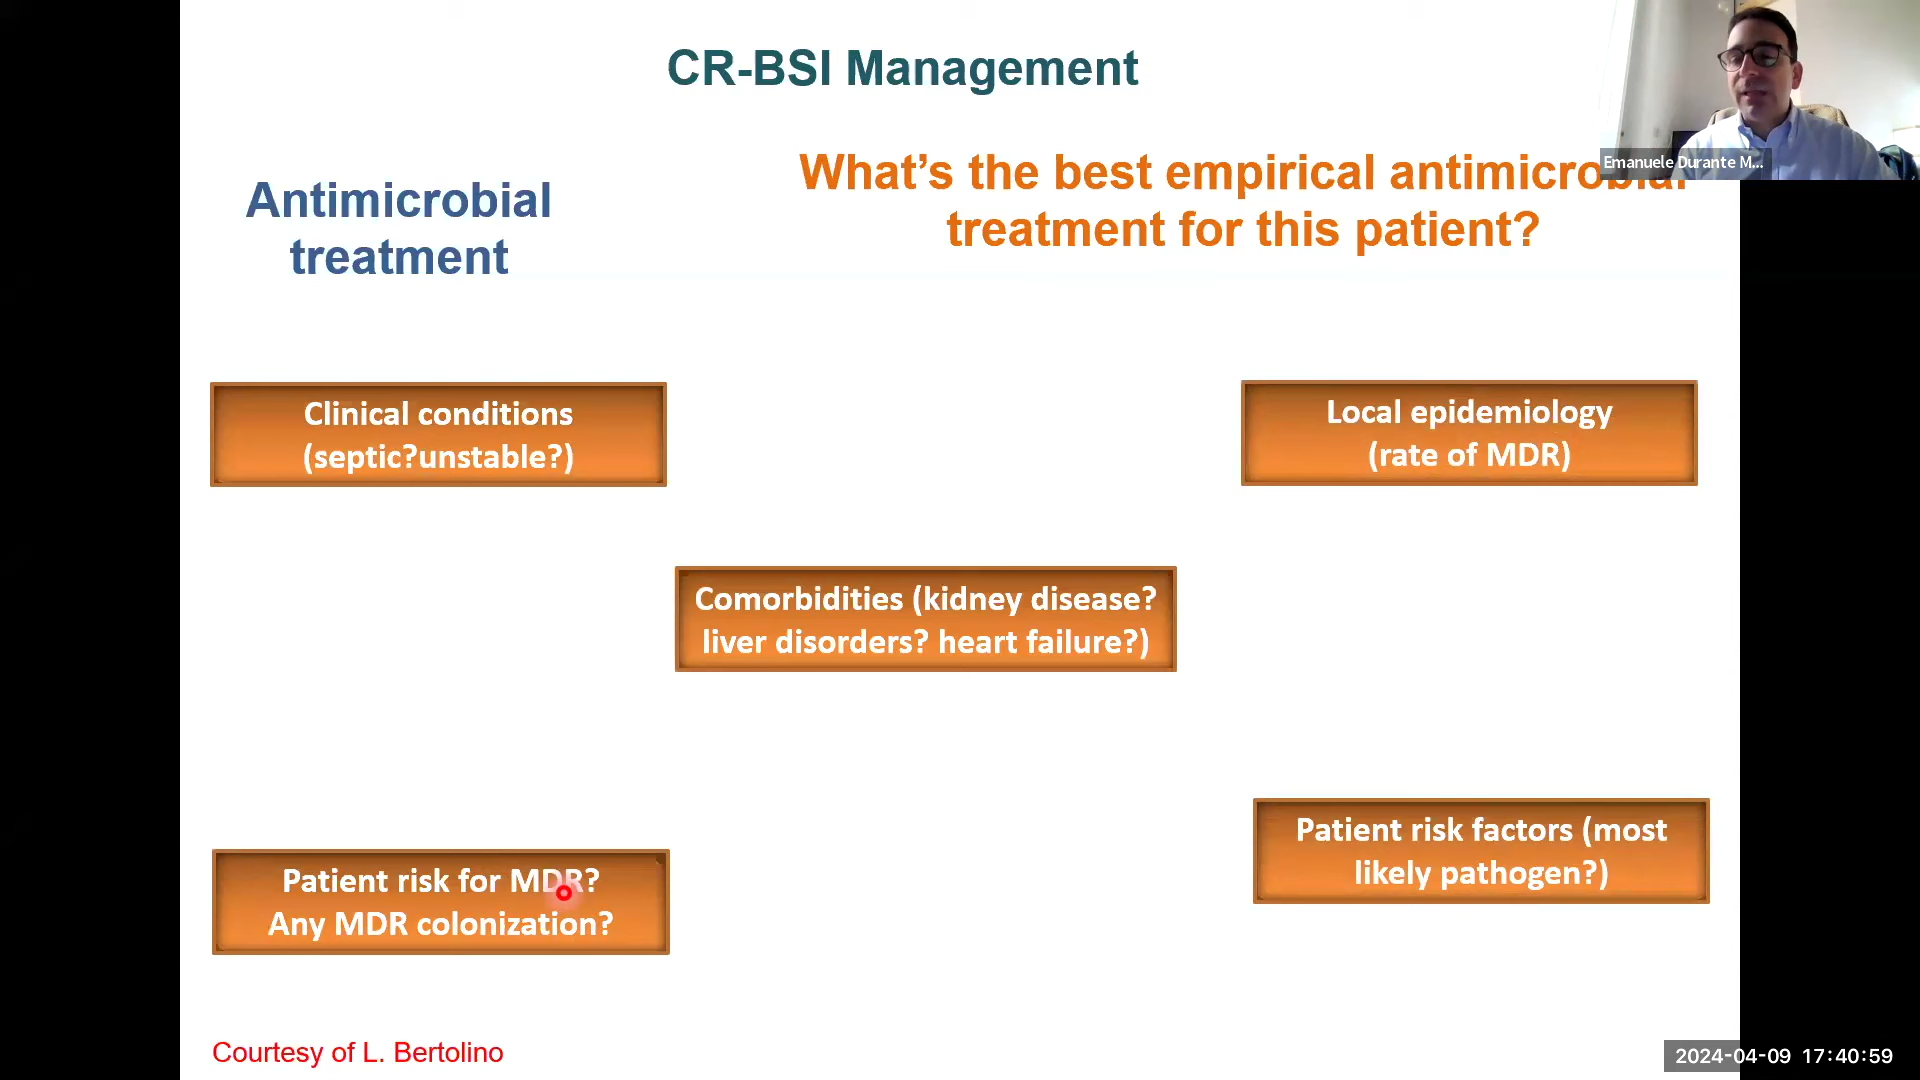 CR-BSI Management
Emanuele Durante M...
What’s the best empirical antimicrobial
treatment for this patient?
Antimicrobial
treatment
Clinical conditions
(septic?unstable?)
Local epidemiology
(rate of MDR)
Comorbidities (kidney disease?
liver disorders? heart failure?)
Patient risk factors (most
likely pathogen?)
Patient risk for MDR?
Any MDR colonization?
Courtesy of L. Bertolino
2024-04-09 17:40:59